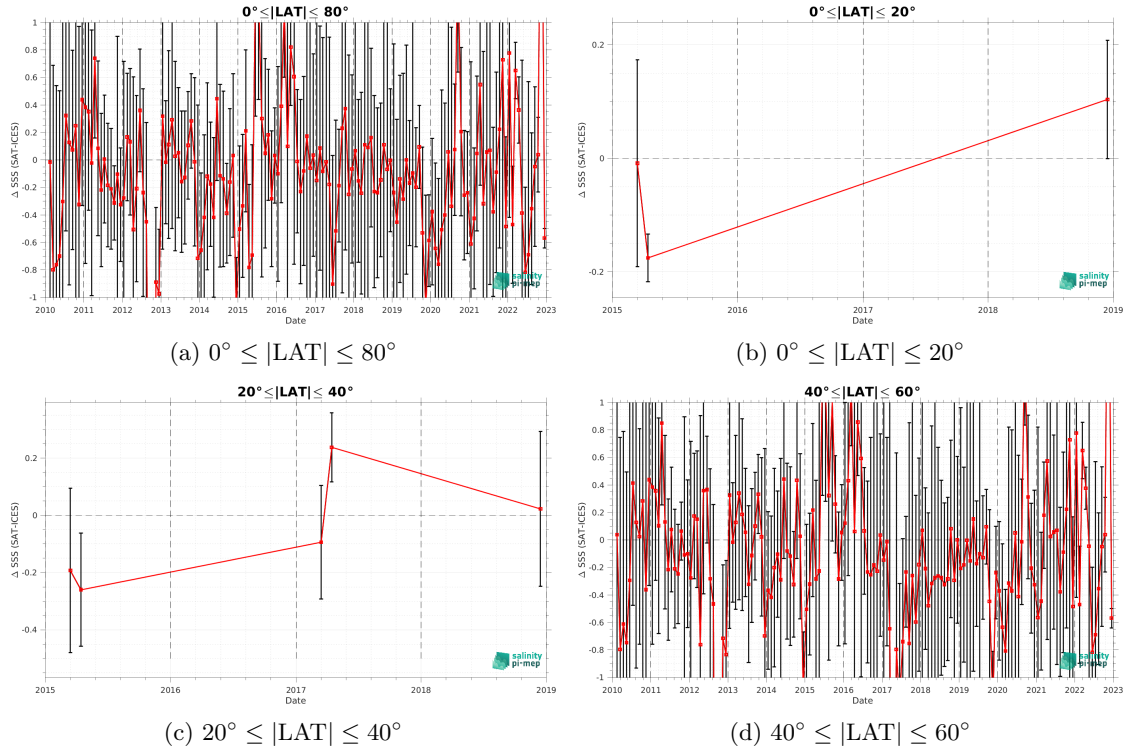 0°≤|LAT|≤ 80°
Δ SSS (SAT-ICES)
1
0.8
0.6
0.4
0.2
0
-0.2
-0.4
-0.6
-0.8
-1
salinity
pi-mep
2010 2011 2012 2013 2014 2015 2016 2017 2018 2019 2020 2021 2022 2023
Date
(a) 0° ≤ |LAT| ≤ 80°
0°≤|LAT|≤ 20°
Δ SSS (SAT-ICES)
0.2
0
-0.2
salinity
pi-mep
2015 2016 2017 2018 2019
Date
(b) 0° ≤ |LAT| ≤ 20°
20°≤|LAT|≤ 40°
Δ SSS (SAT-ICES)
0.2
0
-0.2
-0.4
salinity
pi-mep
2015 2016 2017 2018 2019
Date
(c) 20° ≤ |LAT| ≤ 40°
40°≤|LAT|≤ 60°
Δ SSS (SAT-ICES)
1
0.8
0.6
0.4
0.2
0
-0.2
-0.4
-0.6
-0.8
-1
salinity
pi-mep
2010 2011 2012 2013 2014 2015 2016 2017 2018 2019 2020 2021 2022 2023
Date
(d) 40° ≤ |LAT| ≤ 60°